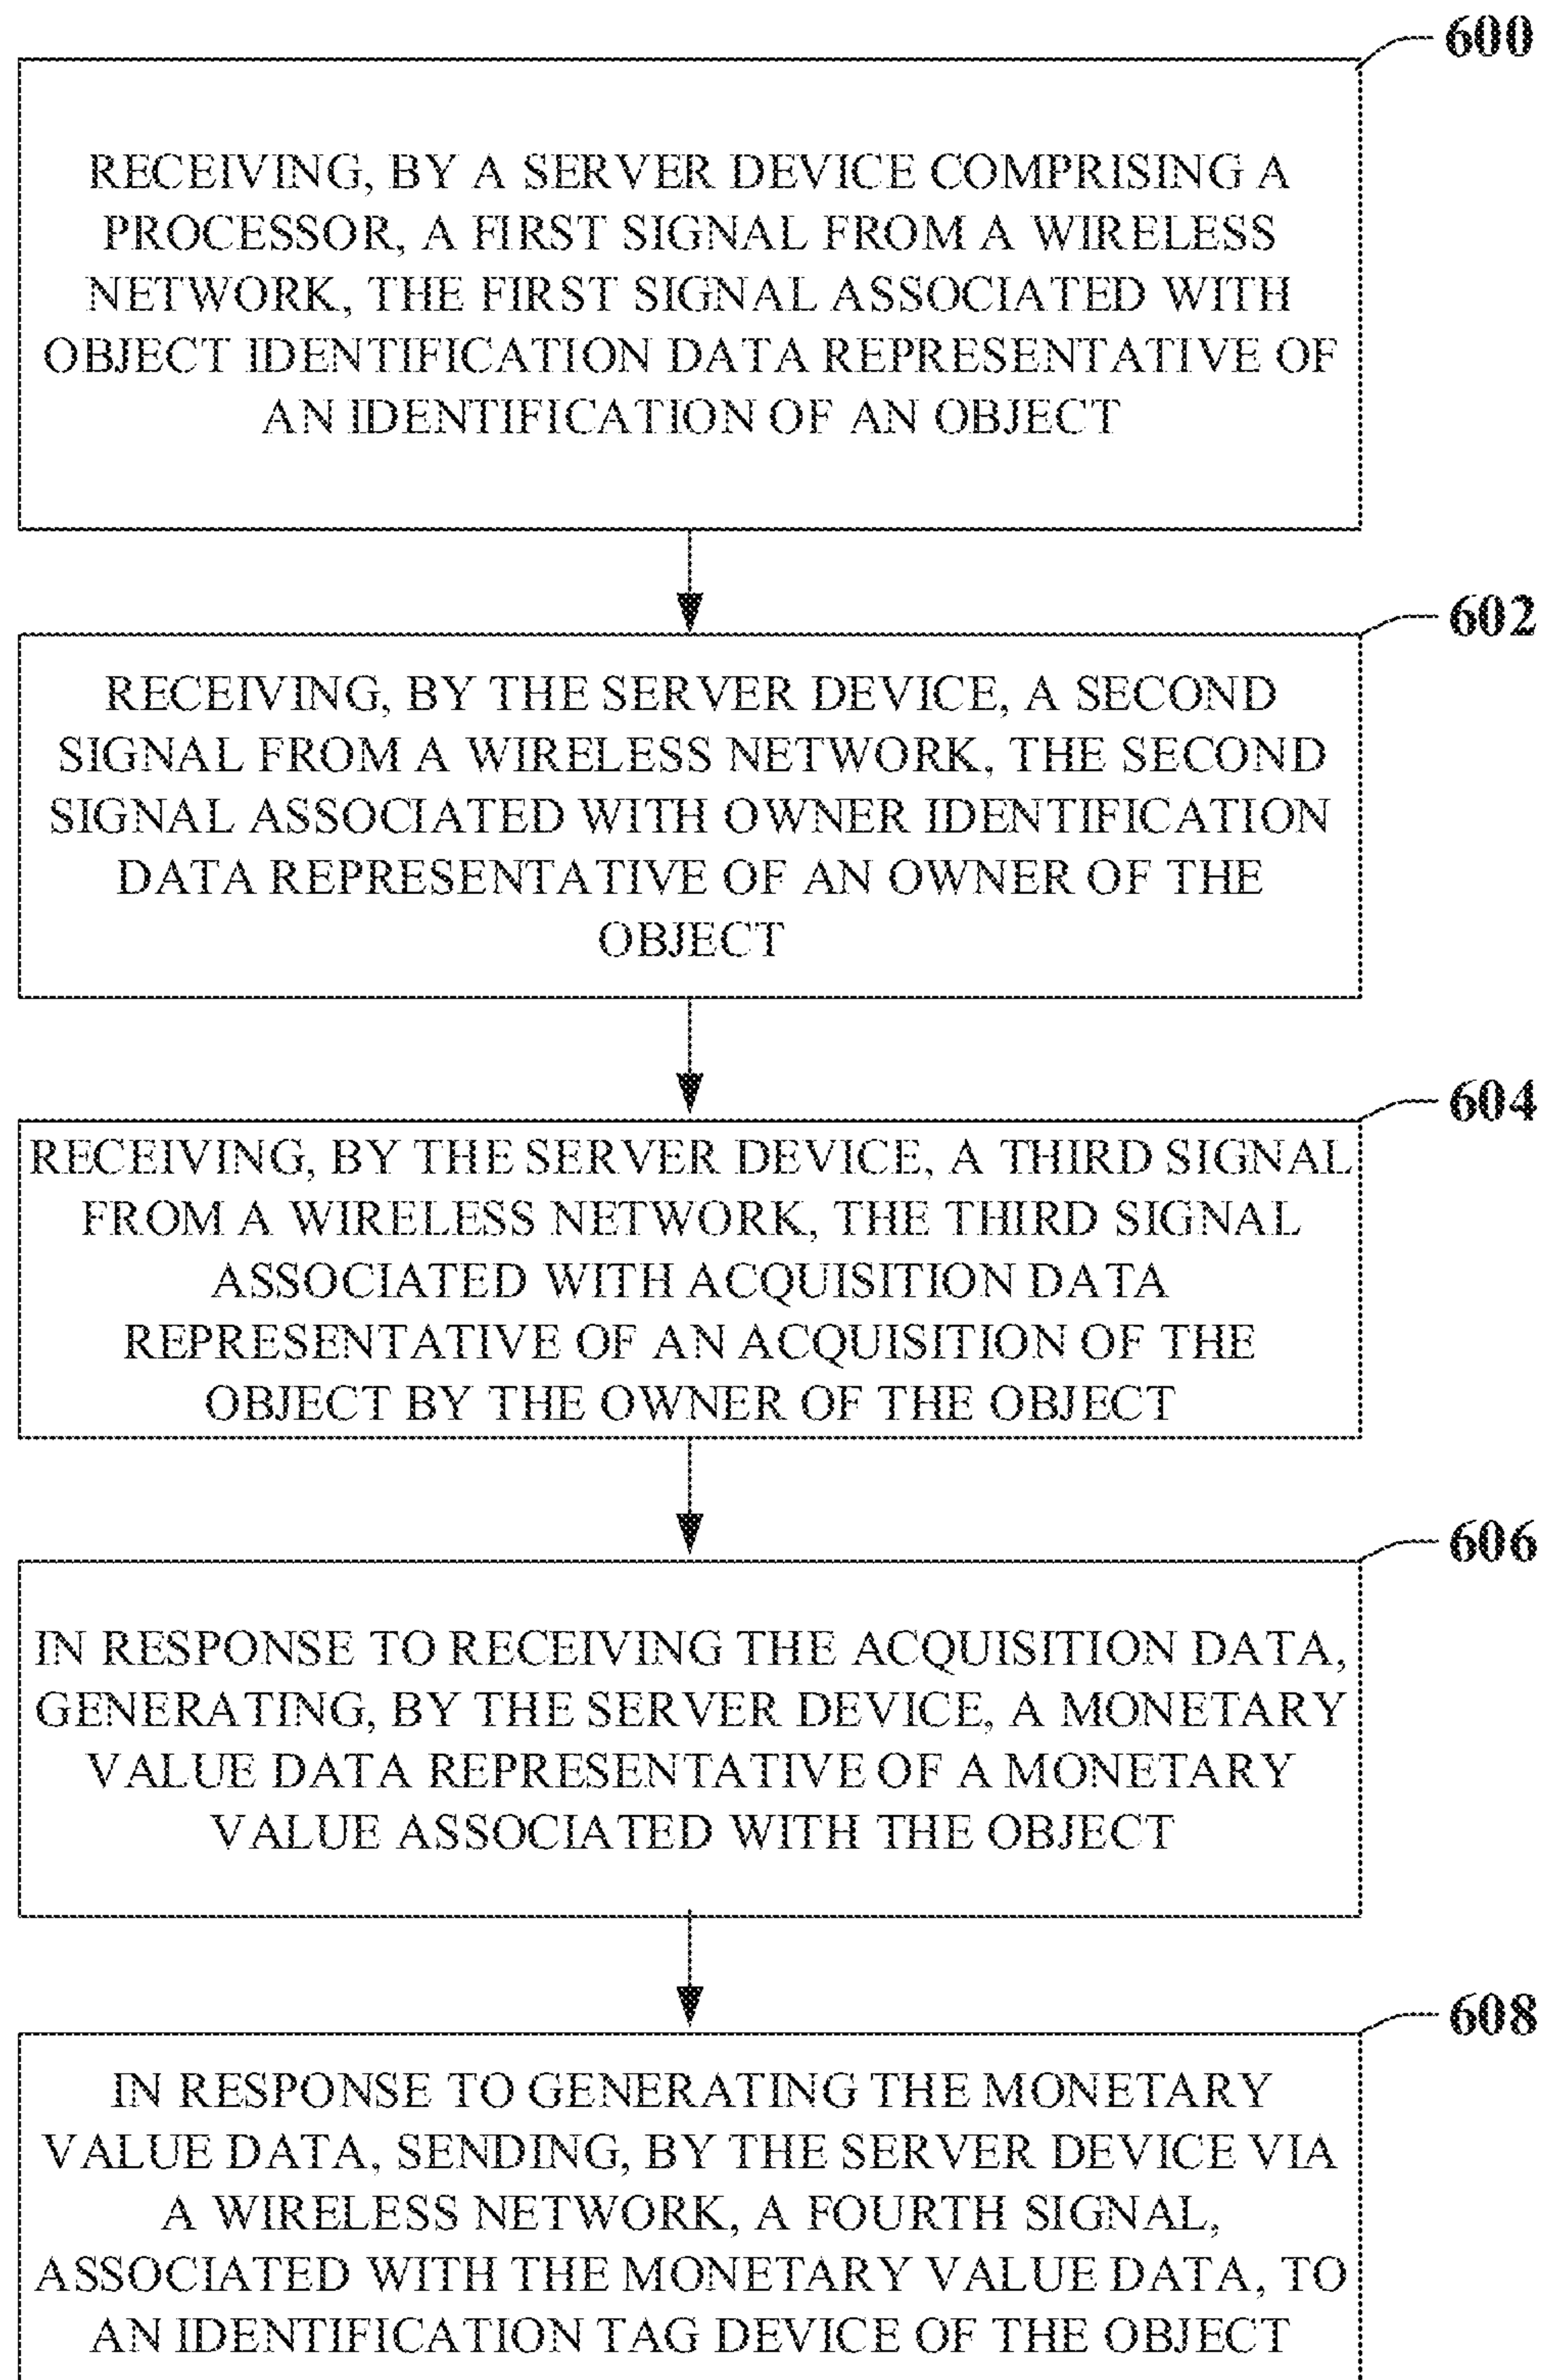 600
RECEIVING, BY A SERVER DEVICE COMPRISING A
PROCESSOR, A FIRST SIGNAL FROM A WIRELESS
NETWORK, THE FIRST SIGNAL ASSOCIATED WITH
OBJECT IDENTIFICATION DATA REPRESENTATIVE OF
AN IDENTIFICATION OF AN OBJECT
602
RECEIVING, BY THE SERVER DEVICE, A SECOND
SIGNAL FROM A WIRELESS NETWORK, THE SECOND
SIGNAL ASSOCIATED WITH OWNER IDENTIFICATION
DATA REPRESENTATIVE OF AN OWNER OF THE
OBJECT
604
RECEIVING, BY THE SERVER DEVICE, A THIRD SIGNAL
FROM A WIRELESS NETWORK, THE THIRD SIGNAL
ASSOCIATED WITH ACQUISITION DATA
REPRESENTATIVE OF AN ACQUISITION OF THE
OBJECT BY THE OWNER OF THE OBJECT
606
IN RESPONSE TO RECEIVING THE ACQUISITION DATA,
GENERATING, BY THE SERVER DEVICE, A MONETARY
VALUE DATA REPRESENTATIVE OF A MONETARY
VALUE ASSOCIATED WITH THE OBJECT
608
IN RESPONSE TO GENERATING THE MONETARY
VALUE DATA, SENDING, BY THE SERVER DEVICE VIA
A WIRELESS NETWORK, A FOURTH SIGNAL,
ASSOCIATED WITH THE MONETARY VALUE DATA, TO
AN IDENTIFICATION TAG DEVICE OF THE OBJECT